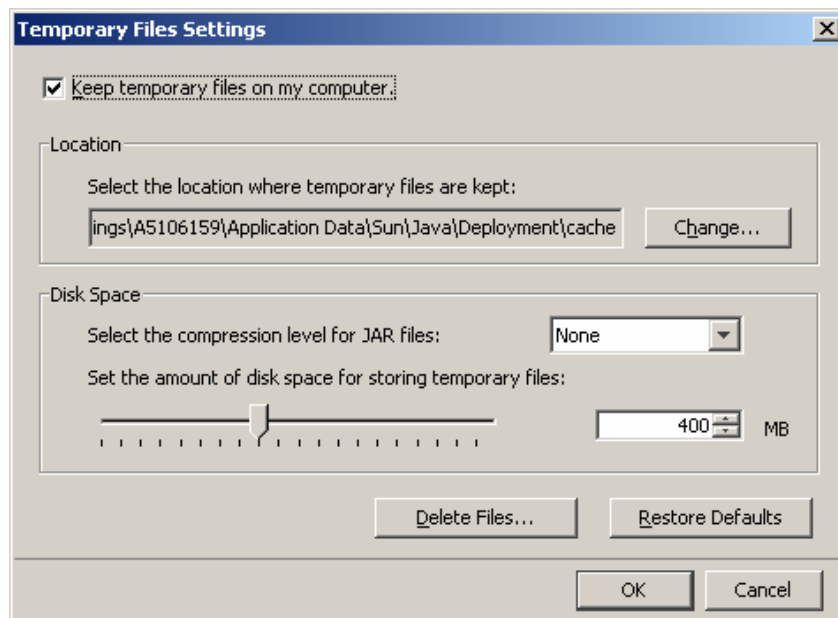 Temporary Files Settings
Keep temporary files on my computer.
Location
Select the location where temporary files are kept:
ings\A5106159\Application Data\Sun\Java\Deployment\cache
Change...
Disk Space
Select the compression level for JAR files:
None
Set the amount of disk space for storing temporary files:
400
MB
Delete Files...
Restore Defaults
OK
Cancel